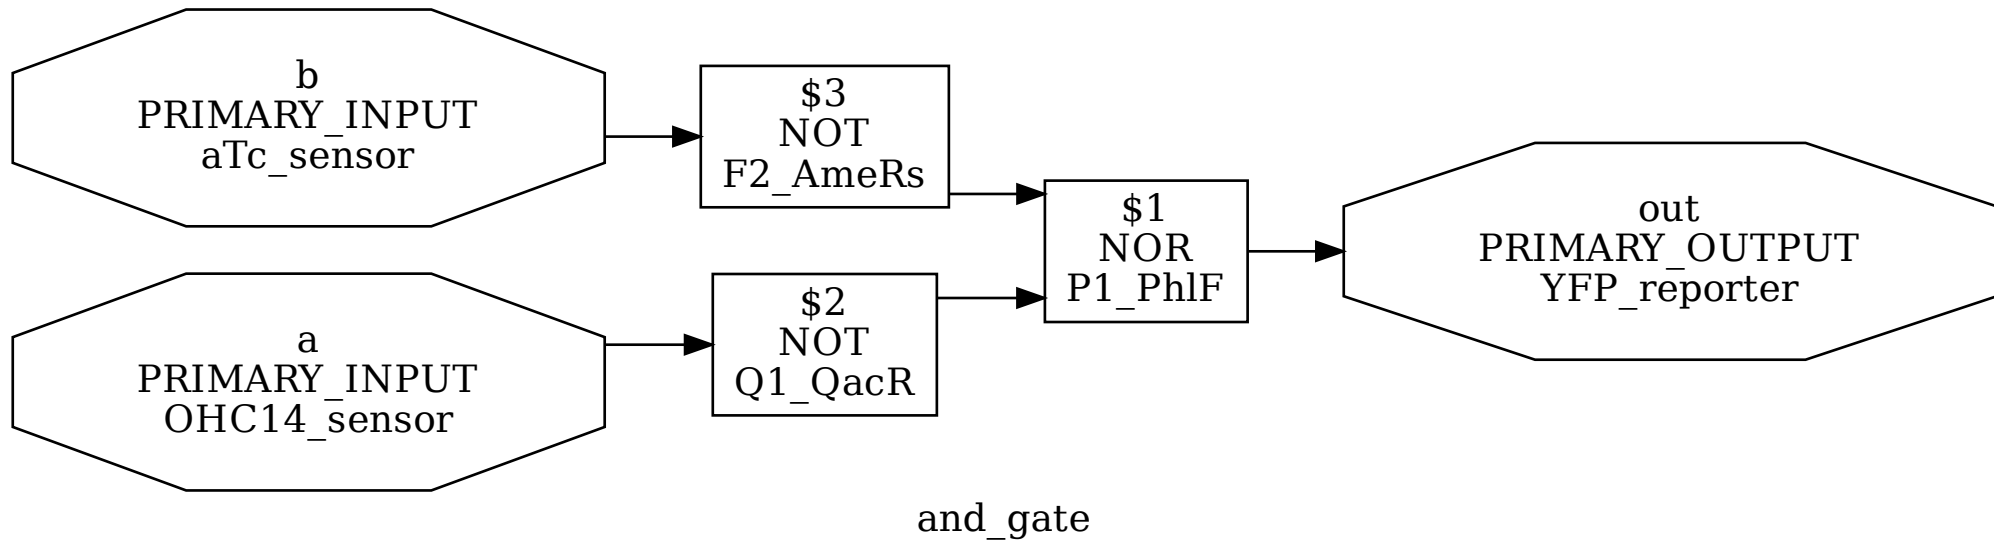 b
PRIMARY_INPUT
aTc_sensor
$3
NOT
F2_AmeRs
a
PRIMARY_INPUT
OHC14_sensor
$2
NOT
Q1_QacR
$1
NOR
P1_PhlF
out
PRIMARY_OUTPUT
YFP_reporter
and_gate